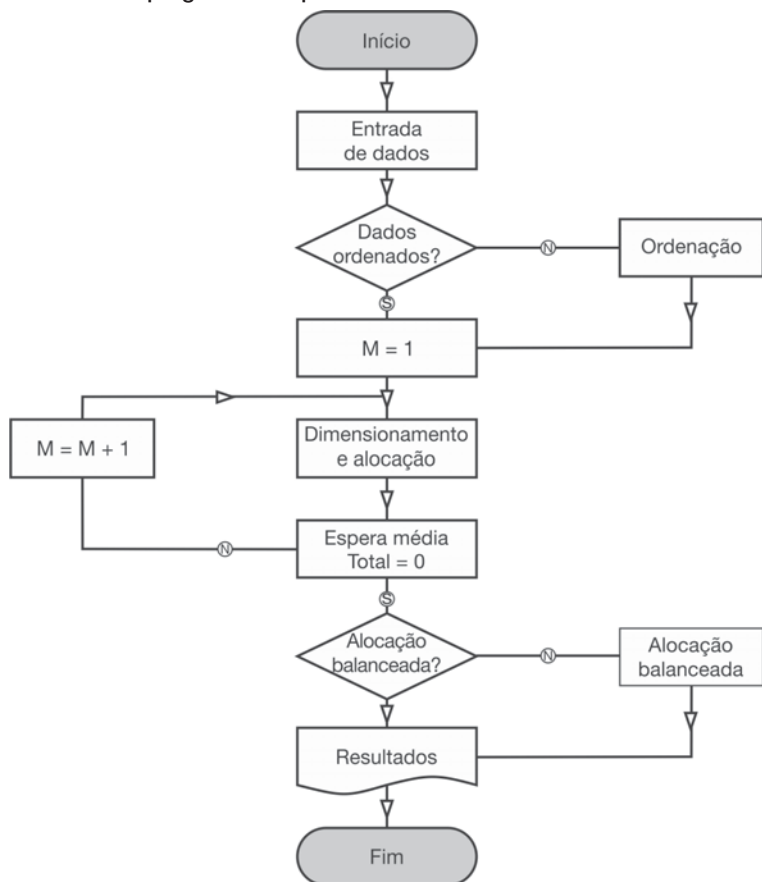 Início
Entrada
de dados
Dados
ordenados?
N
Ordenação
S
M = 1
M = M + 1
Dimensionamento
e alocação
Espera média
Total = 0
N
S
Alocação
balanceada?
N
Alocação
balanceada
Resultados
Fim